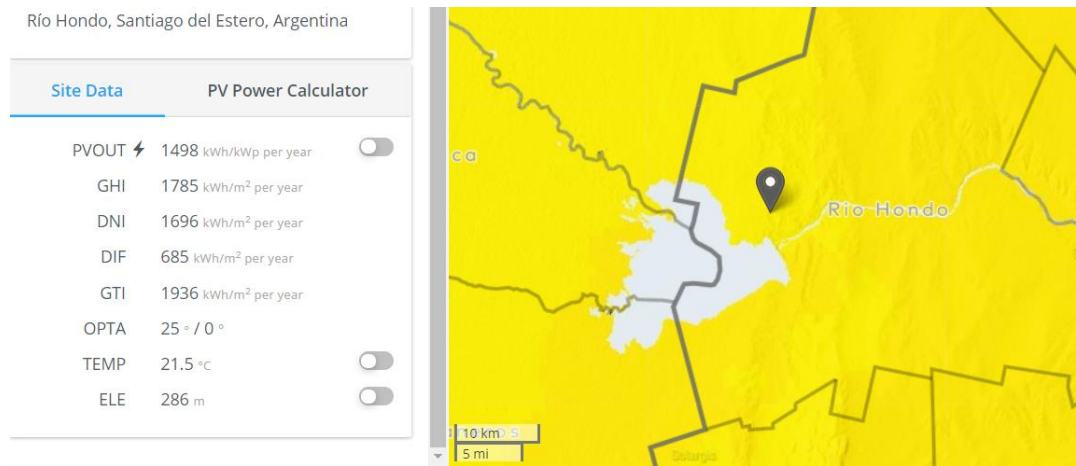 Río Hondo, Santiago del Estero, Argentina
Site Data
PV Power Calculator
PVOUT 1498 kWh/kWp per year
GHI 1785 kWh/m² per year
DNI 1696 kWh/m² per year
DIF 685 kWh/m² per year
GTI 1936 kWh/m² per year
OPTA 25 ° / 0 °
TEMP 21.5 °C
ELE 286 m
ca
Río Hondo
10 km
5 mi
Solargis